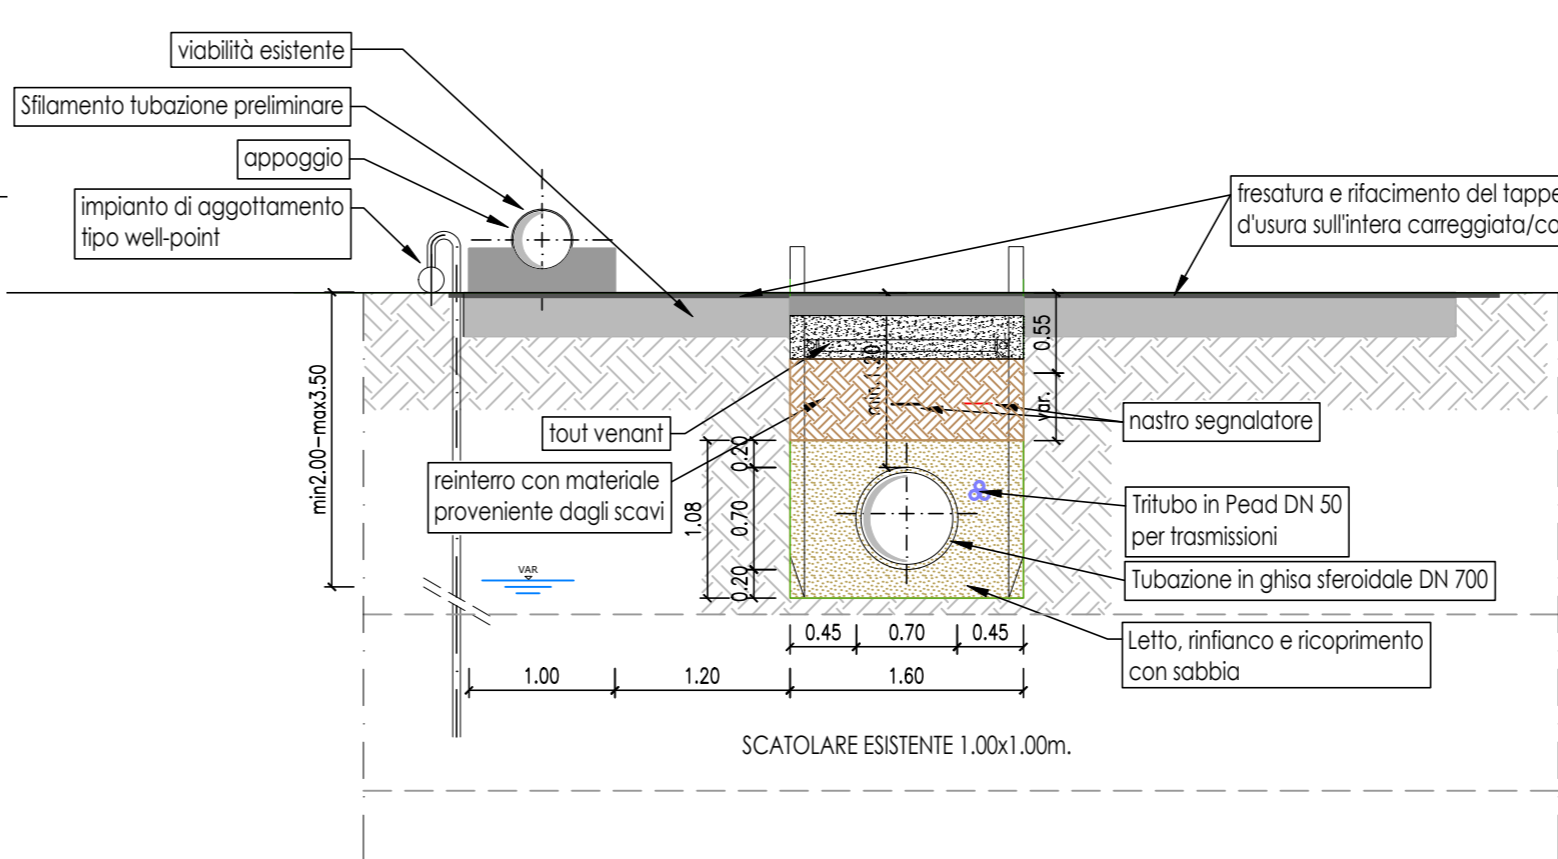 viabilità esistente
Sfilamento tubazione preliminare
appoggio
impianto di aggottamento
tipo well-point
fresatura e rifacimento del tappe
d'usura sull'intera carreggiata/co
min2.00-max3.50
min.1.20
0.55
var.
tout venant
nastro segnalatore
reinterro con materiale
proveniente dagli scavi
0.20
0.70
0.20
1.08
Tritubo in Pead DN 50
per trasmissioni
VAR
Tubazione in ghisa sferoidale DN 700
Letto, rinfianco e ricoprimento
con sabbia
0.45 0.70 0.45
1.00 1.20 1.60
SCATOLARE ESISTENTE 1.00x1.00m.